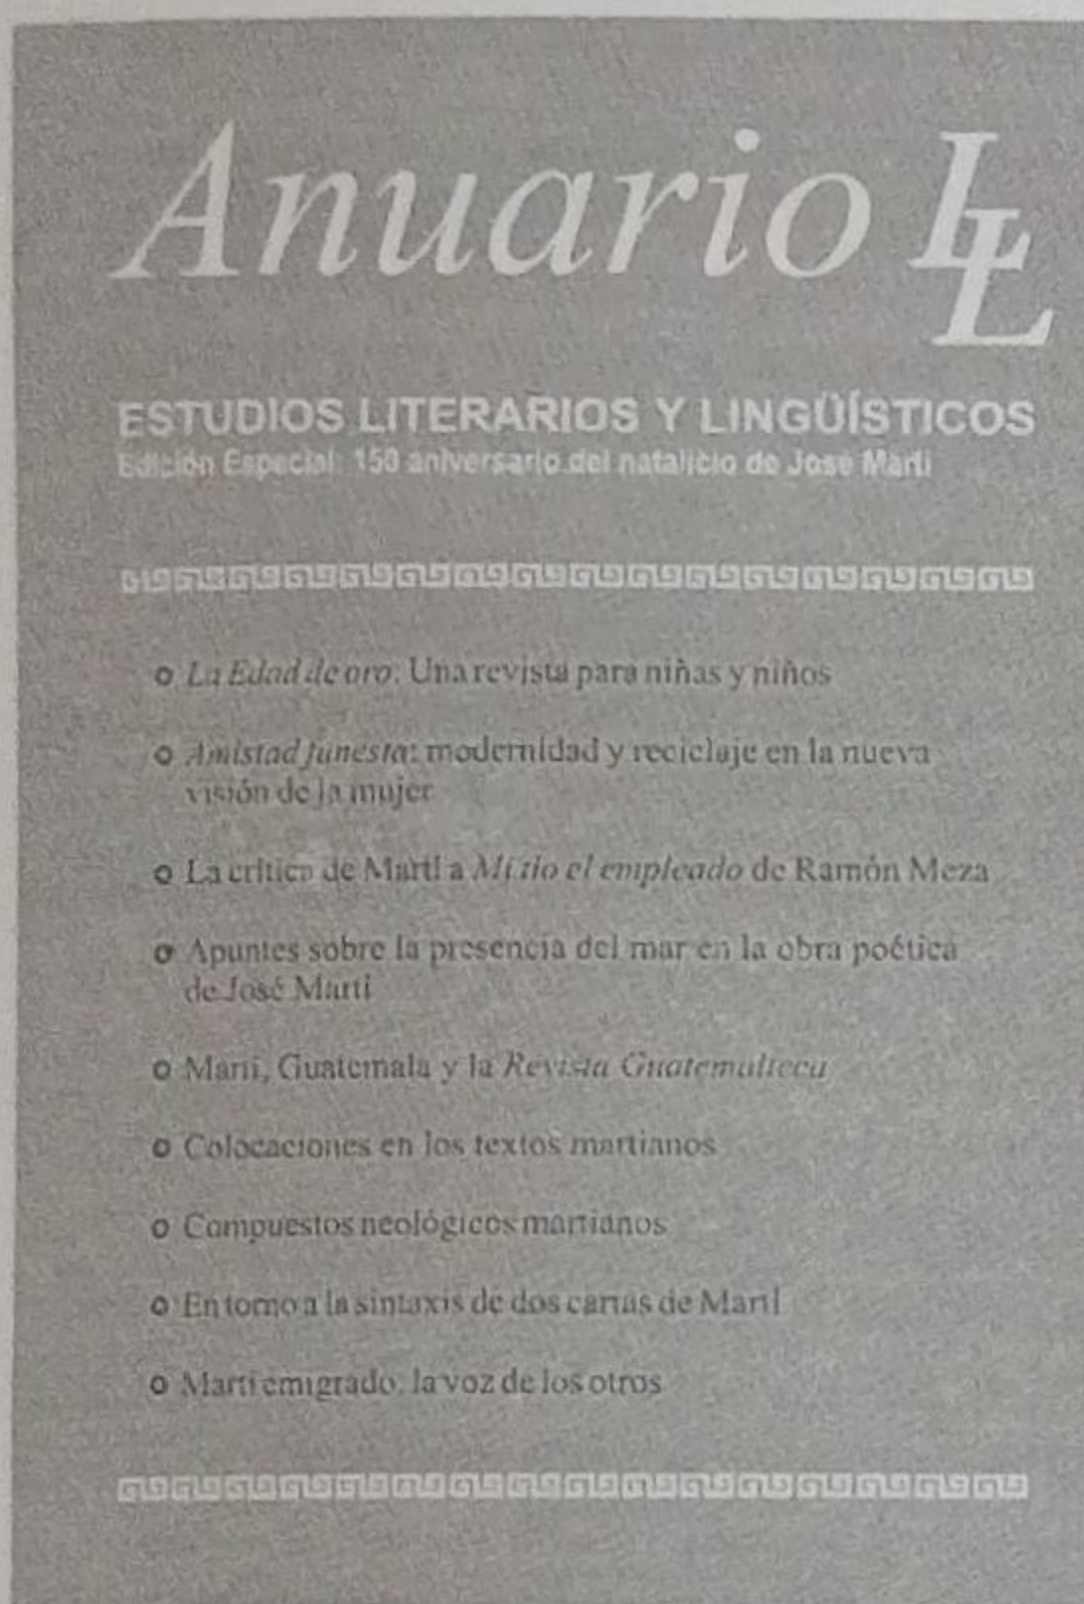 Anuario LL
ESTUDIOS LITERARIOS Y LINGÜÍSTICOS
Edición Especial: 150 aniversario del natalicio de José Martí
o La Edad de oro: Una revista para niñas y niños
o Amistad funesta: modernidad y reciclaje en la nueva
visión de la mujer
o La crítica de Martí a Mi tío el empleado de Ramón Meza
o Apuntes sobre la presencia del mar en la obra poética
de José Martí
o Martí, Guatemala y la Revista Guatemalteca
o Colocaciones en los textos martianos
o Compuestos neológicos martianos
o En torno a la sintaxis de dos cartas de Martí
o Martí emigrado, la voz de los otros